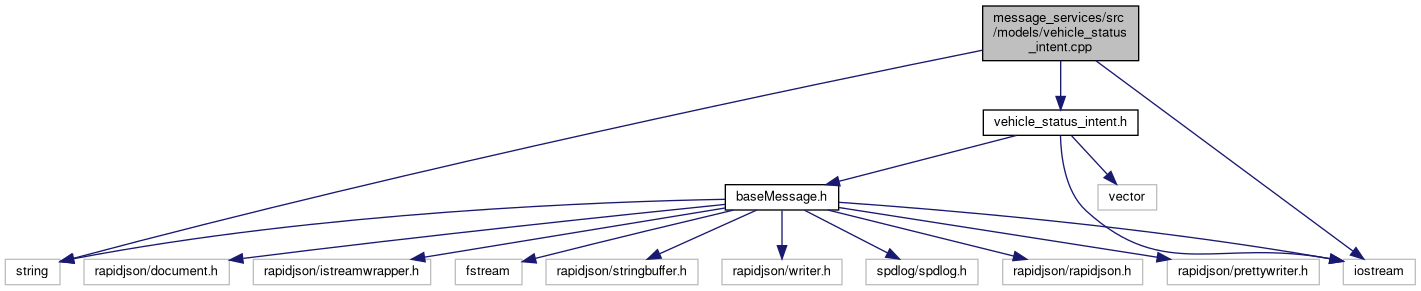 message_services/src
/models/vehicle_status
_intent.cpp
vehicle_status_intent.h
baseMessage.h
vector
string
rapidjson/document.h
rapidjson/istreamwrapper.h
fstream
rapidjson/stringbuffer.h
rapidjson/writer.h
spdlog/spdlog.h
rapidjson/rapidjson.h
rapidjson/prettywriter.h
iostream